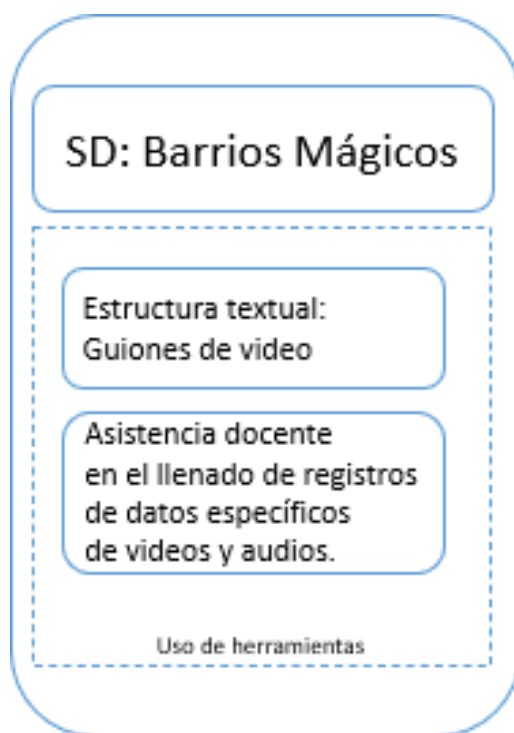 SD: Barrios Mágicos
Estructura textual:
Guiones de video
Asistencia docente
en el llenado de registros
de datos específicos
de videos y audios.
Uso de herramientas